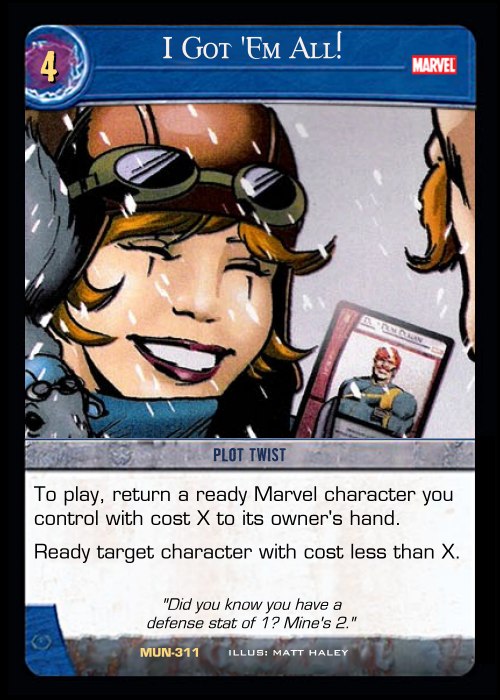 4
I Got 'Em All!
MARVEL
PLOT TWIST
To play, return a ready Marvel character you
control with cost X to its owner's hand.
Ready target character with cost less than X.
"Did you know you have a
defense stat of 1? Mine's 2."
MUN-311 ILLUS: MATT HALEY